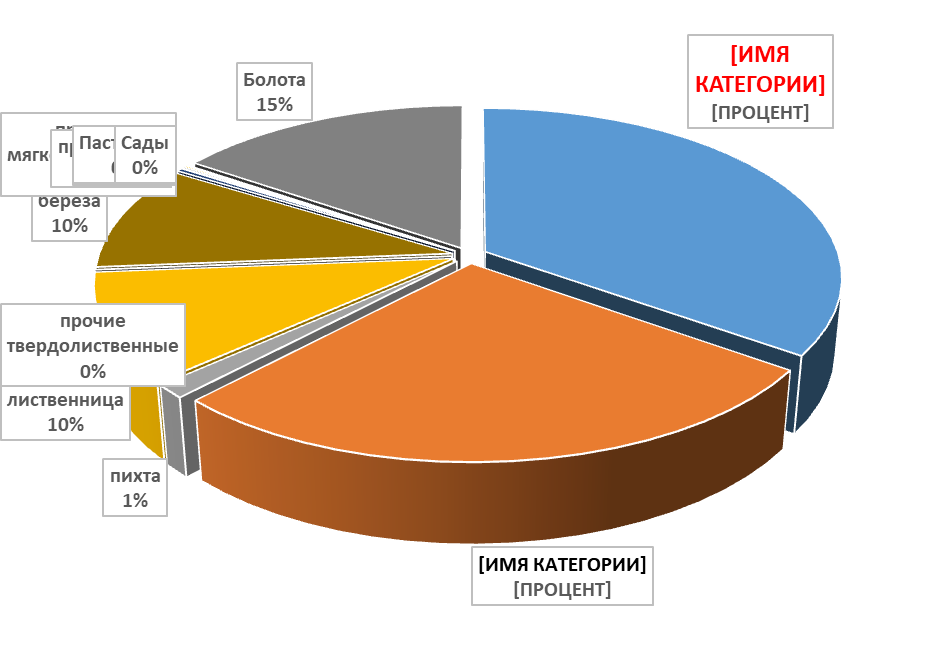 [ИМЯ
КАТЕГОРИИ]
[ПРОЦЕНТ]
Болота
15%
Сады
0%
береза
10%
прочие
твердолиственные
0%
лиственница
10%
пихта
1%
[ИМЯ КАТЕГОРИИ]
[ПРОЦЕНТ]